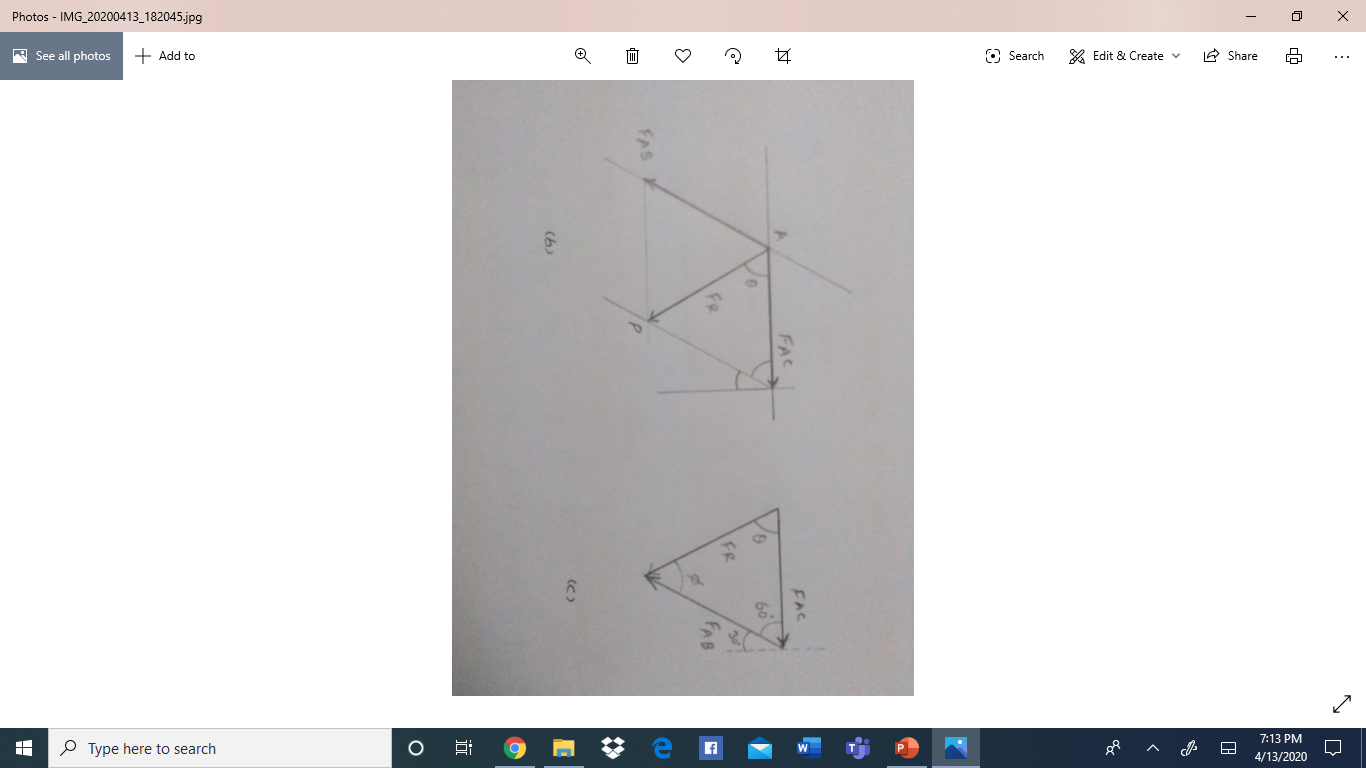 Photos - IMG_20200413_182045.jpg
See all photos
Add to
Search
Edit & Create
Share
FAB
A
θ
FR
FAC
P
(b)
θ
FR
FAC
60°
ø
30°
FAB
(c)
Type here to search
7:13 PM
4/13/2020